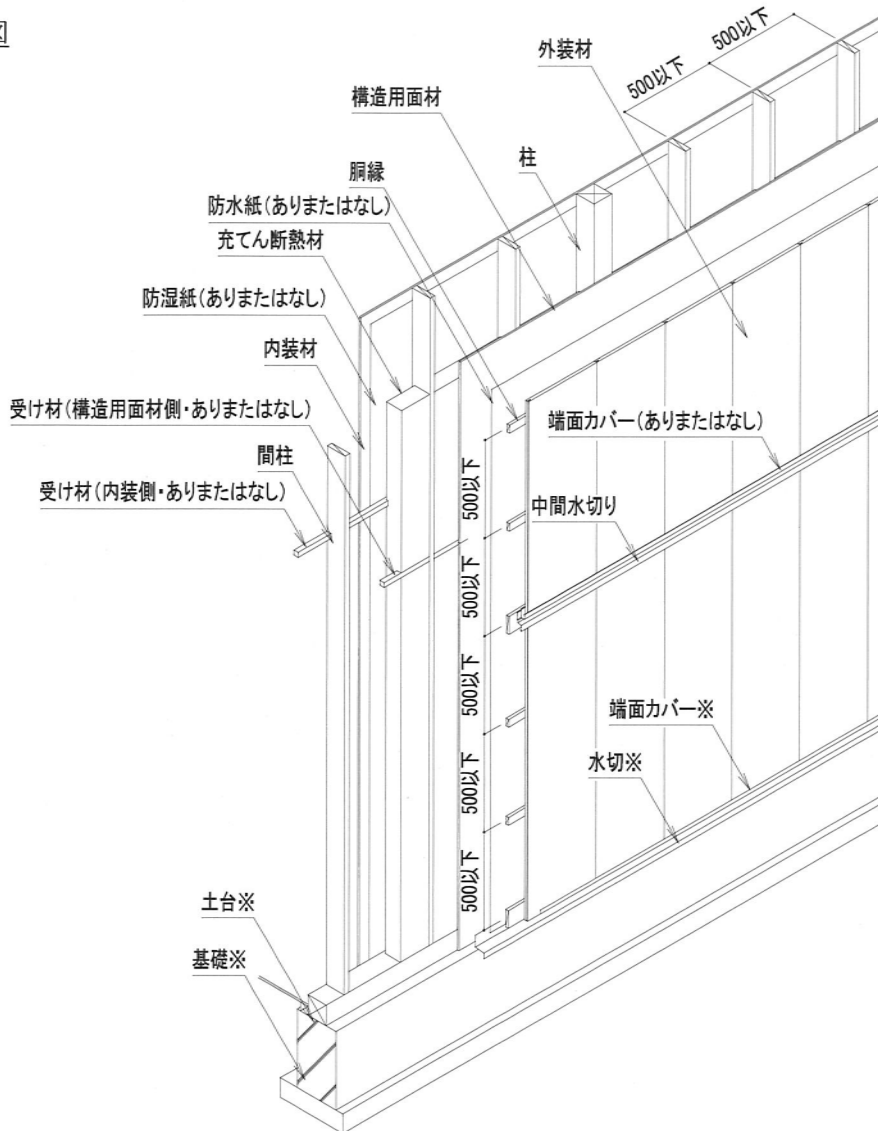 図
500以下
500以下
外装材
構造用面材
柱
胴縁
防水紙(ありまたはなし)
充てん断熱材
防湿紙(ありまたはなし)
内装材
受け材(構造用面材側・ありまたはなし)
間柱
受け材(内装側・ありまたはなし)
端面カバー(ありまたはなし)
中間水切り
500以下
500以下
500以下
500以下
500以下
端面カバー※
水切※
土台※
基礎※